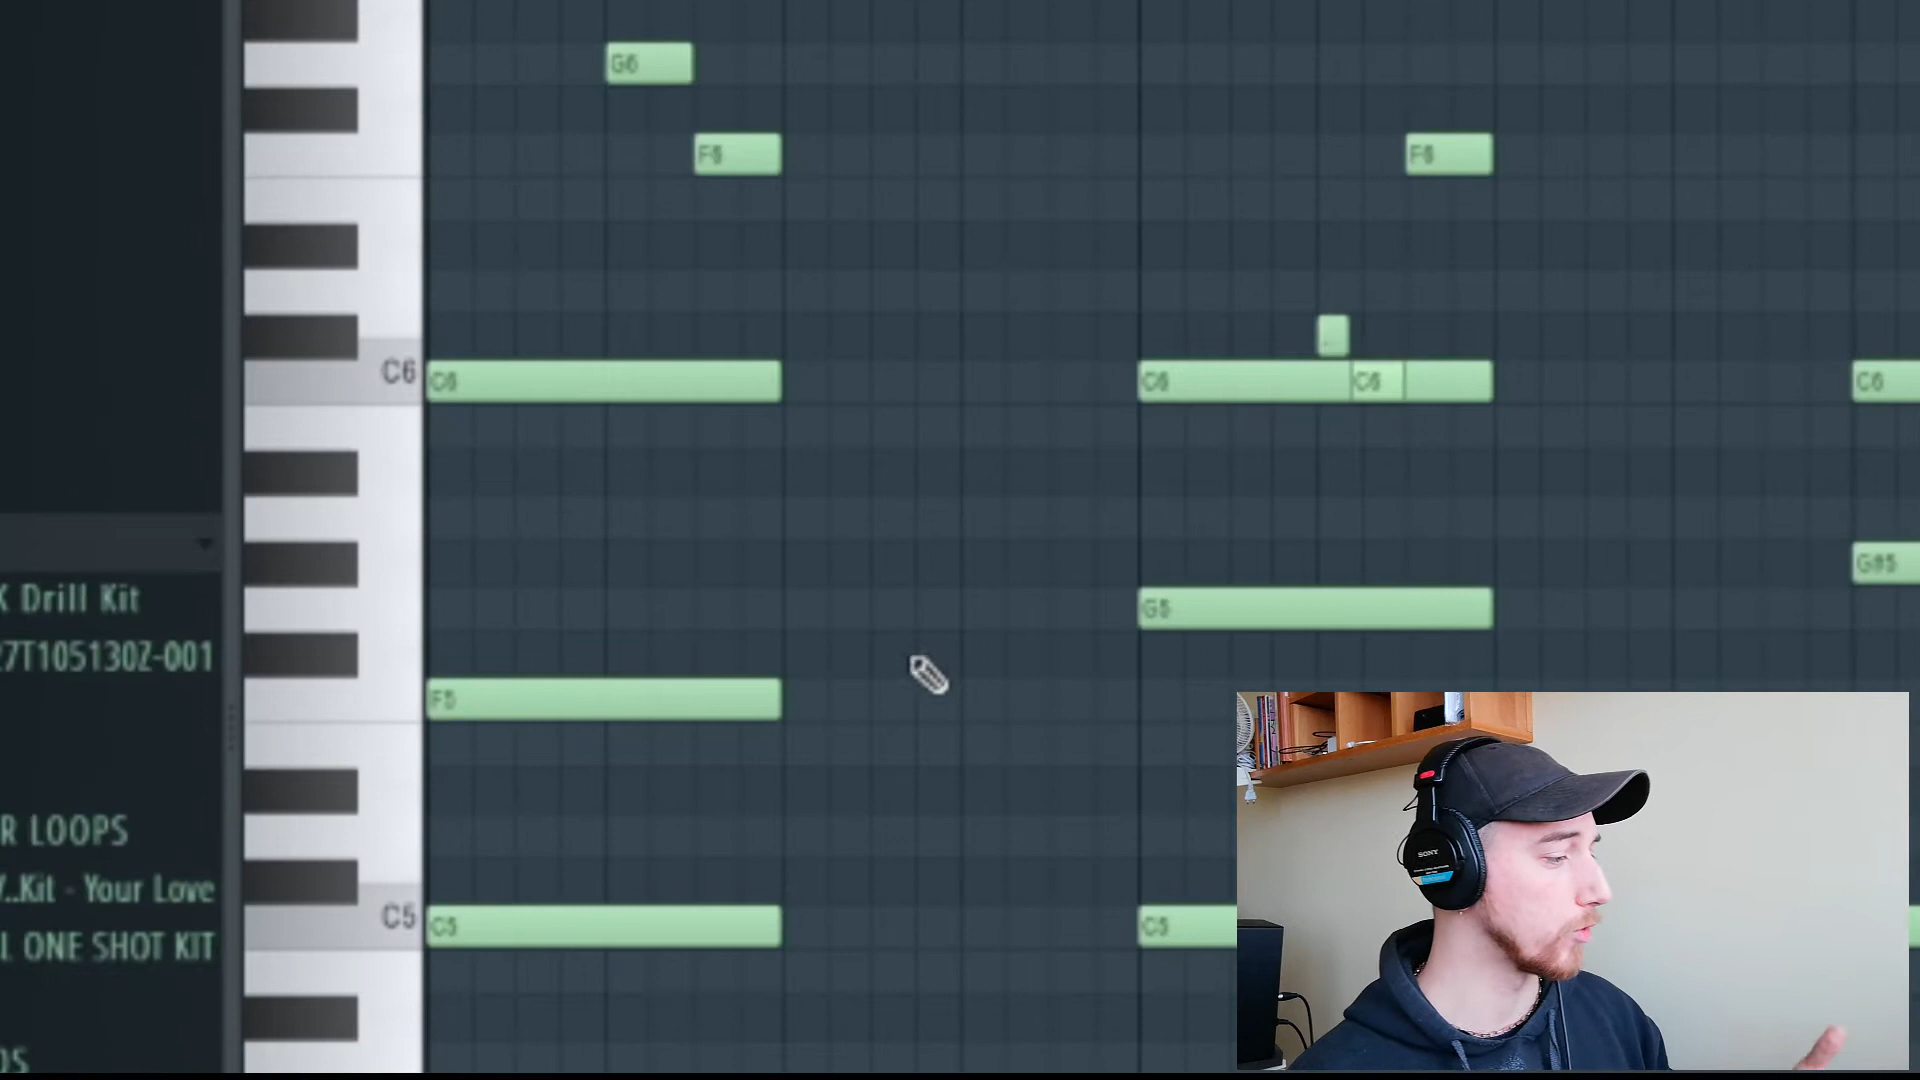 G6
F6
F6
C6
C6
C6
C6
C6
G#5
K Drill Kit
G5
27T105130Z-001
F5
R LOOPS
Kit - Your Love
C5
C5
C5
L ONE SHOT KIT
SONY